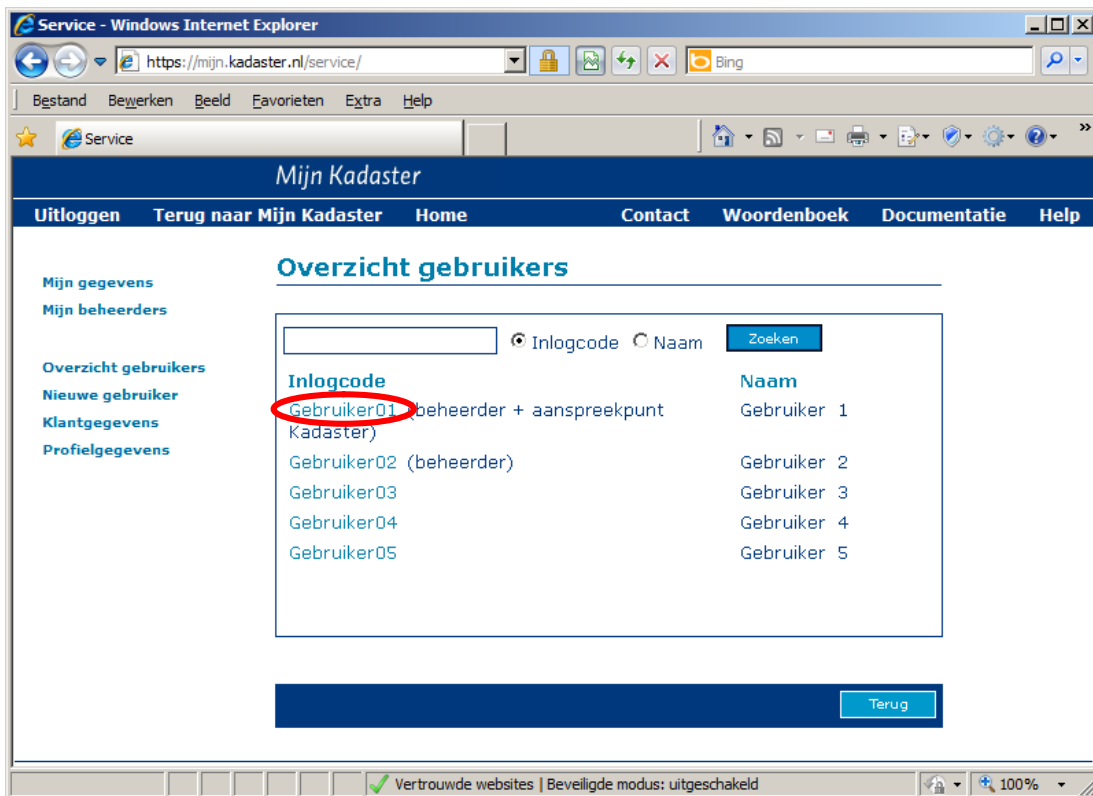 Service - Windows Internet Explorer
https://mijn.kadaster.nl/service/
Bing
Bestand Bewerken Beeld Favorieten Extra Help
Service
Mijn Kadaster
Uitloggen Terug naar Mijn Kadaster Home Contact Woordenboek Documentatie Help
Overzicht gebruikers
Mijn gegevens
Mijn beheerders
Overzicht gebruikers
Nieuwe gebruiker
Klantgegevens
Profielgegevens
Inlogcode Naam Zoeken
Inlogcode Naam
Gebruiker01 (beheerder + aanspreekpunt Gebruiker 1
Kadaster)
Gebruiker02 (beheerder) Gebruiker 2
Gebruiker03 Gebruiker 3
Gebruiker04 Gebruiker 4
Gebruiker05 Gebruiker 5
Terug
Vertrouwde websites | Beveiligde modus: uitgeschakeld 100%